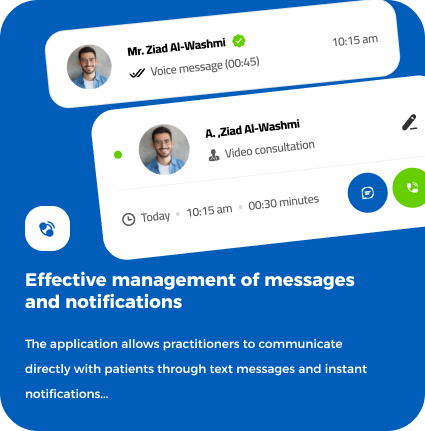 Mr. Ziad Al-Washmi
10:15 am
Voice message (00:45)
A. ,Ziad Al-Washmi
Video consultation
Today 10:15 am 00:30 minutes
Effective management of messages
and notifications
The application allows practitioners to communicate
directly with patients through text messages and instant
notifications...